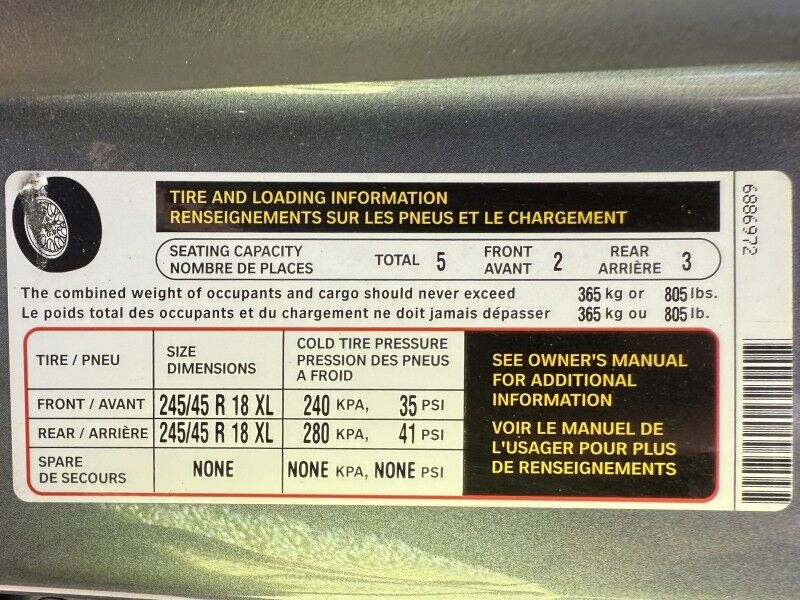 TIRE AND LOADING INFORMATION
RENSEIGNEMENTS SUR LES PNEUS ET LE CHARGEMENT
SEATING CAPACITY
NOMBRE DE PLACES
TOTAL 5
FRONT
AVANT 2
REAR
ARRIÈRE 3
The combined weight of occupants and cargo should never exceed 365 kg or 805 lbs.
Le poids total des occupants et du chargement ne doit jamais dépasser 365 kg ou 805 lb.
TIRE / PNEU
SIZE
DIMENSIONS
COLD TIRE PRESSURE
PRESSION DES PNEUS
A FROID
FRONT / AVANT 245/45 R 18 XL 240 KPA, 35 PSI
REAR / ARRIÈRE 245/45 R 18 XL 280 KPA, 41 PSI
SPARE
DE SECOURS
NONE NONE KPA, NONE PSI
SEE OWNER'S MANUAL
FOR ADDITIONAL
INFORMATION
VOIR LE MANUEL DE
L'USAGER POUR PLUS
DE RENSEIGNEMENTS
6886972